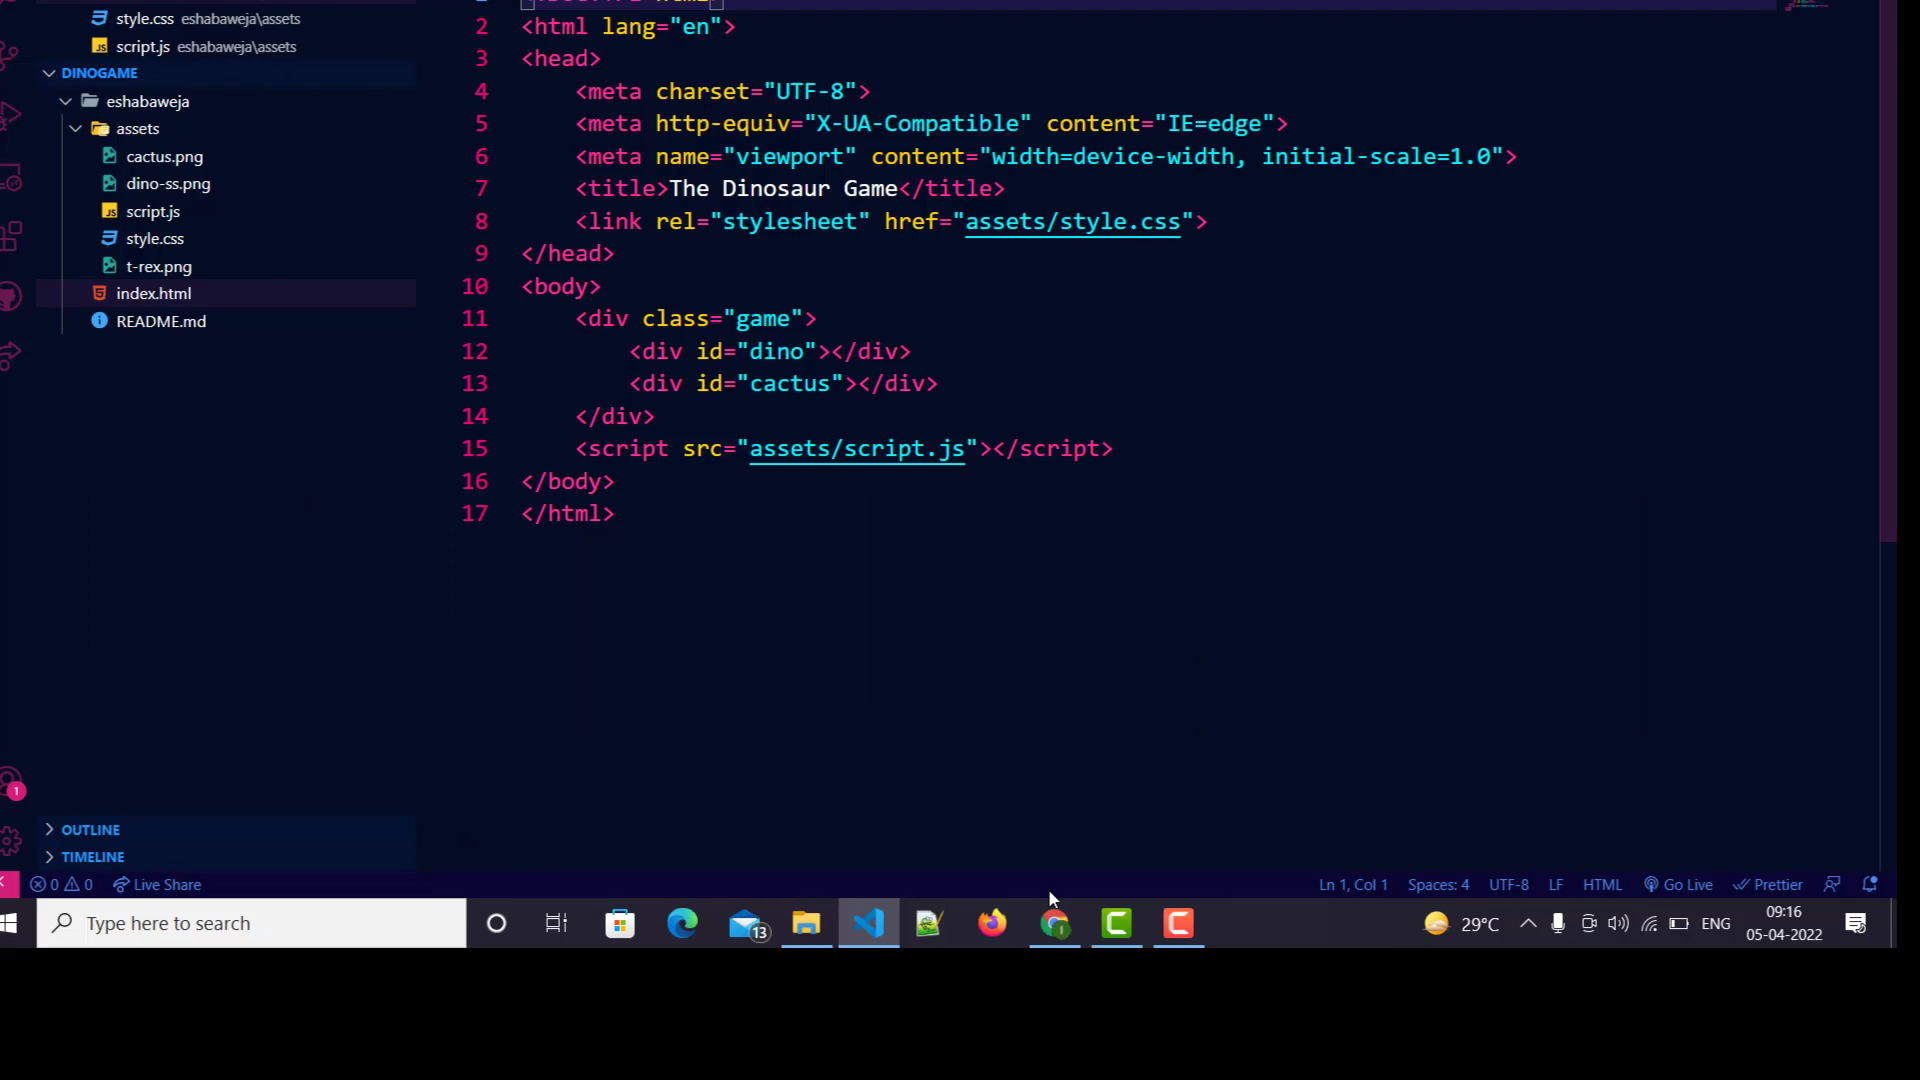 style.css eshabaweja\assets
script.js eshabaweja\assets
DINOGAME
eshabaweja
assets
cactus.png
dino-ss.png
script.js
style.css
t-rex.png
index.html
README.md
OUTLINE
TIMELINE
2 <html lang="en">
3 <head>
4 <meta charset="UTF-8">
5 <meta http-equiv="X-UA-Compatible" content="IE=edge">
6 <meta name="viewport" content="width=device-width, initial-scale=1.0">
7 <title>The Dinosaur Game</title>
8 <link rel="stylesheet" href="assets/style.css">
9 </head>
10 <body>
11 <div class="game">
12 <div id="dino"></div>
13 <div id="cactus"></div>
14 </div>
15 <script src="assets/script.js"></script>
16 </body>
17 </html>
1
0 0 Live Share Ln 1, Col 1 Spaces: 4 UTF-8 LF HTML Go Live Prettier
Type here to search 13 29°C ENG 09:16
05-04-2022